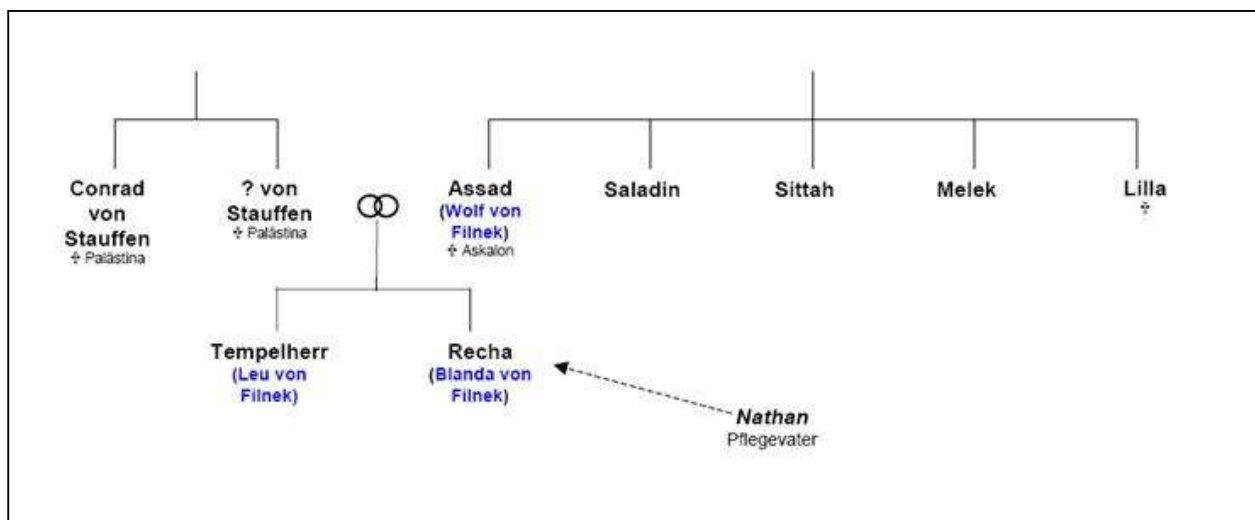 Conrad
von
Stauffen
✣ Palästina
? von
Stauffen
✣ Palästina
Assad
(Wolf von
Filnek)
✣ Askalon
Saladin
Sittah
Melek
Lilla
✣
Tempelherr
(Leu von
Filnek)
Recha
(Blanda von
Filnek)
Nathan
Pflegevater